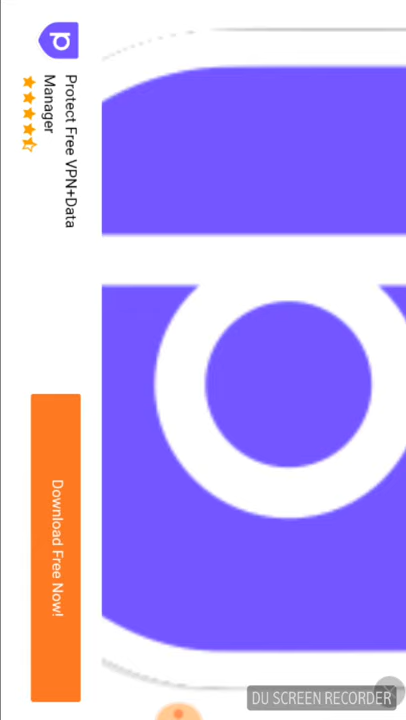 Protect Free VPN+Data
Manager
Download Free Now!
DU SCREEN RECORDER